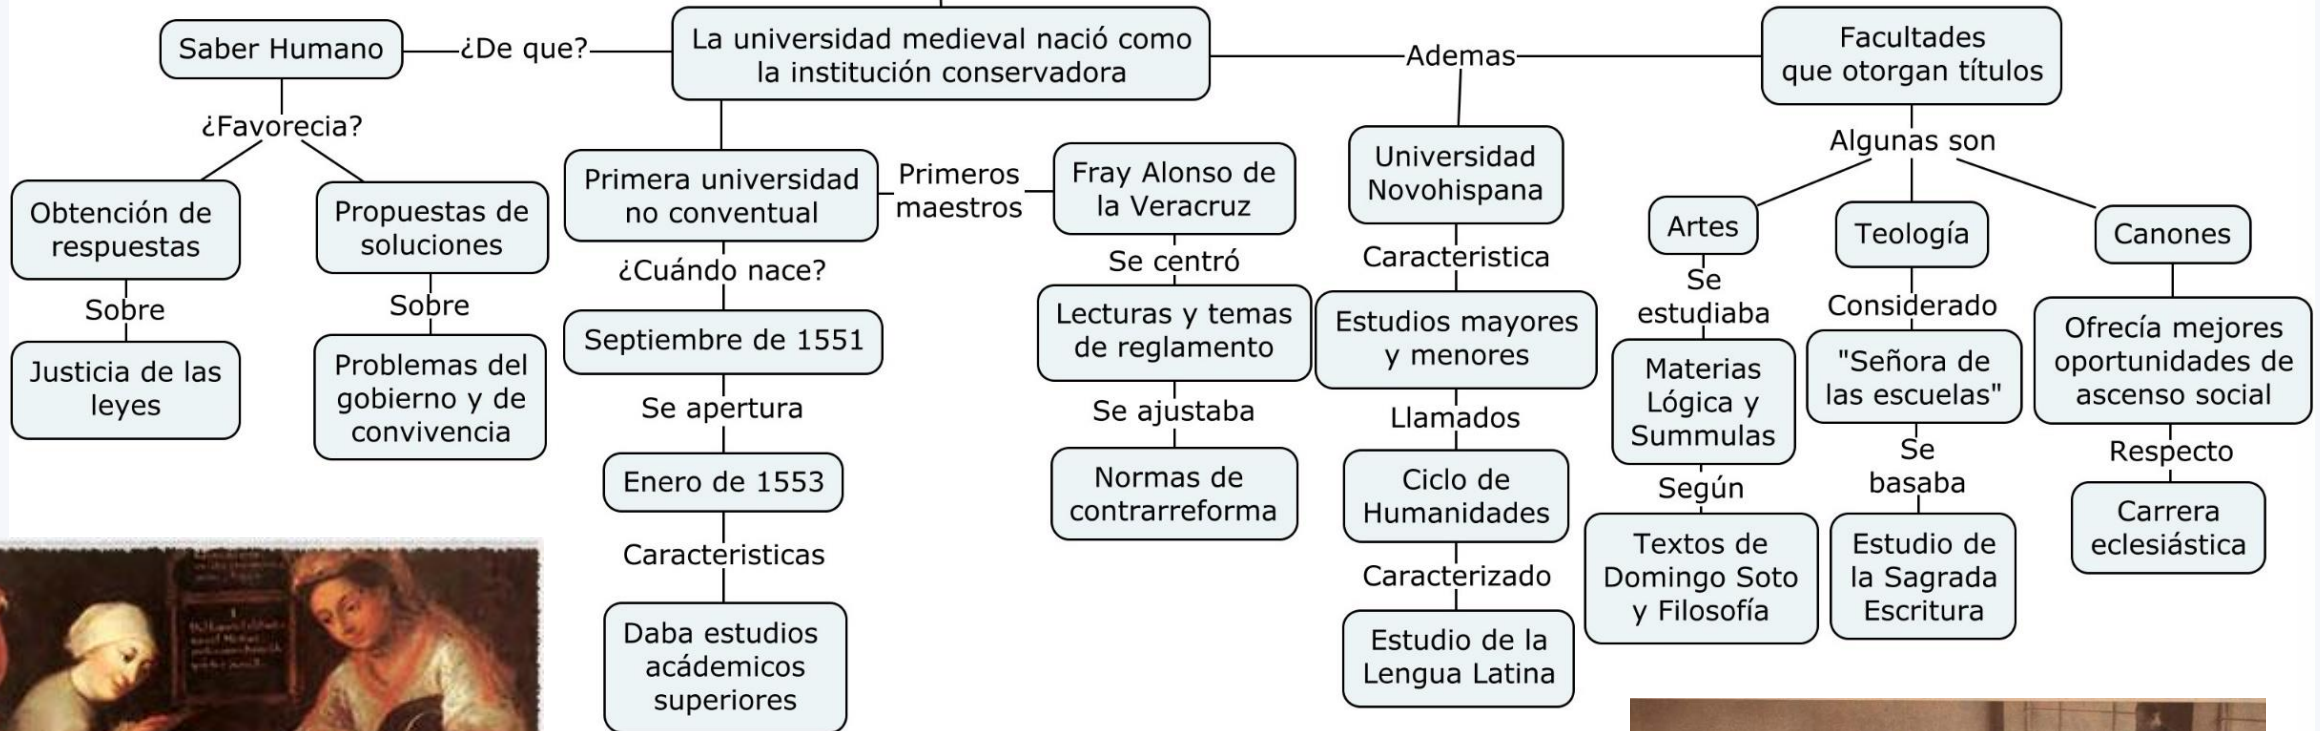 La universidad medieval nació como
la institución conservadora
¿De que?
Saber Humano
¿Favorecia?
Obtención de
respuestas
Sobre
Justicia de las
leyes
Propuestas de
soluciones
Sobre
Problemas del
gobierno y de
convivencia
Primera universidad
no conventual
¿Cuándo nace?
Septiembre de 1551
Se apertura
Enero de 1553
Caracteristicas
Daba estudios
acádemicos
superiores
Primeros
maestros
Fray Alonso de
la Veracruz
Se centró
Lecturas y temas
de reglamento
Se ajustaba
Normas de
contrarreforma
Ademas
Universidad
Novohispana
Caracteristica
Estudios mayores
y menores
Llamados
Ciclo de
Humanidades
Caracterizado
Estudio de la
Lengua Latina
Facultades
que otorgan títulos
Algunas son
Artes
Se
estudiaba
Materias
Lógica y
Summulas
Según
Textos de
Domingo Soto
y Filosofía
Teología
Considerado
"Señora de
las escuelas"
Se
basaba
Estudio de
la Sagrada
Escritura
Canones
Ofrecía mejores
oportunidades de
ascenso social
Respecto
Carrera
eclesiástica